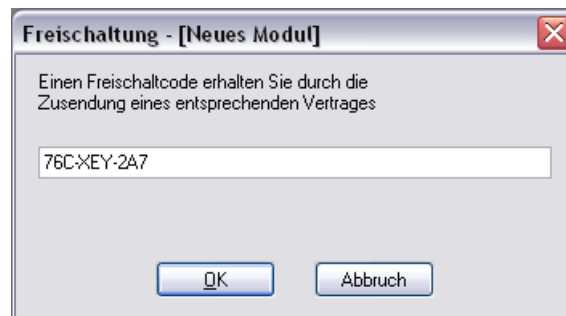 Freischaltung - [Neues Modul]
Einen Freischaltcode erhalten Sie durch die
Zusendung eines entsprechenden Vertrages
76C-XEY-2A7
OK Abbruch